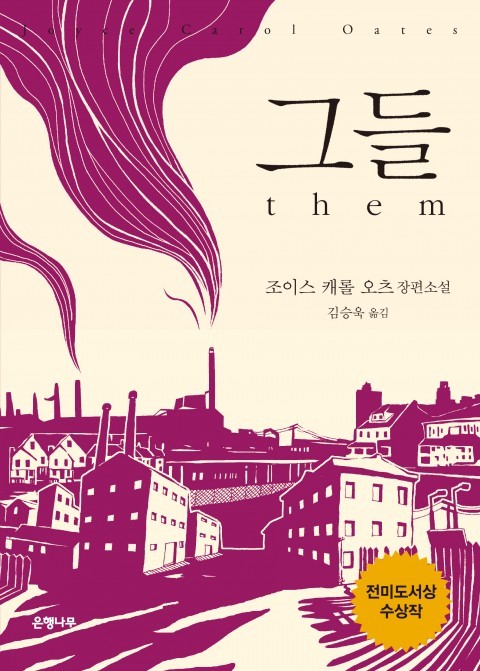 Joyce Carol Oates
그들
them
조이스 캐롤 오츠 장편소설
김승욱 옮김
전미도서상
수상작
은행나무